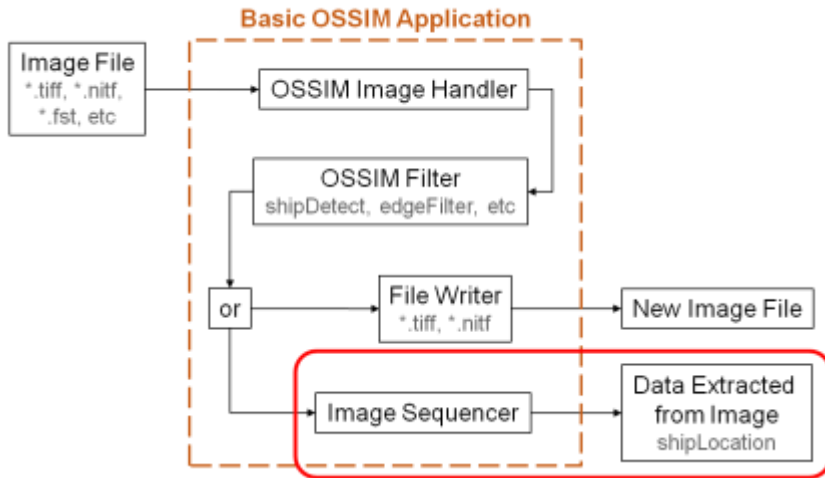 Basic OSSIM Application
Image File
*.tiff, *.nitf,
*.fst, etc
OSSIM Image Handler
OSSIM Filter
shipDetect, edgeFilter, etc
or
File Writer
*.tiff, *.nitf
New Image File
Image Sequencer
Data Extracted
from Image
shipLocation